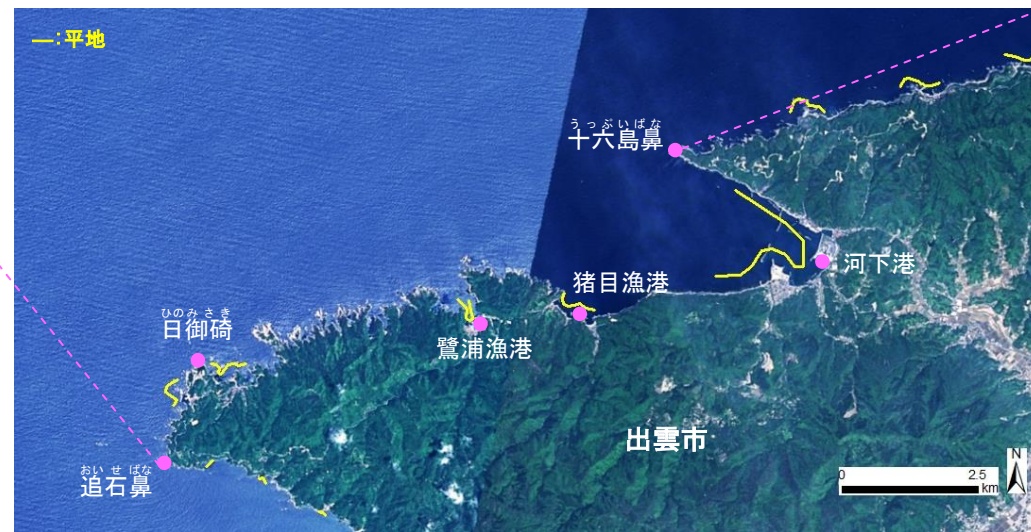 ―:平地
うっぷいばな
十六島鼻
河下港
猪目漁港
ひのみさき
日御碕
鷺浦漁港
出雲市
おいせばな
追石鼻
N
0 2.5
km